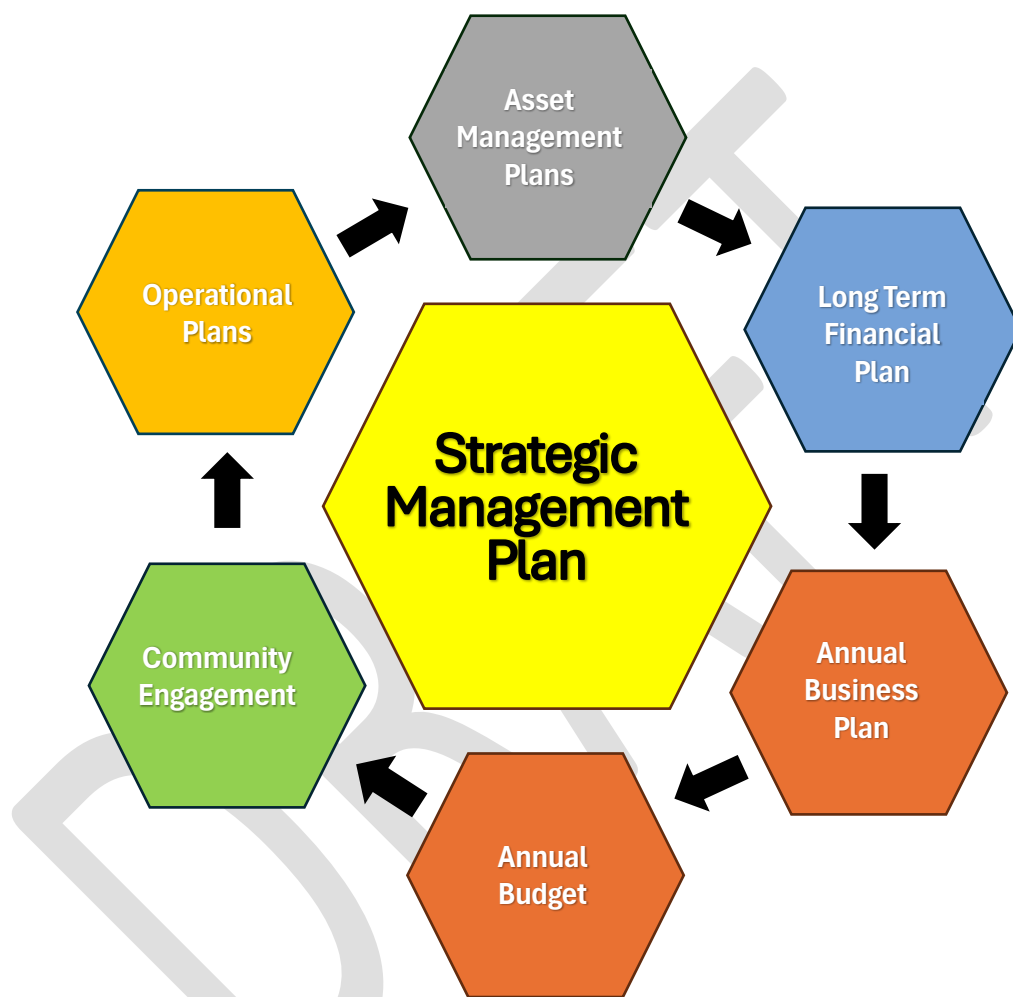 Asset
Management
Plans
Long Term
Financial
Plan
Operational
Plans
Strategic
Management
Plan
Community
Engagement
Annual
Business
Plan
Annual
Budget
DRAFT